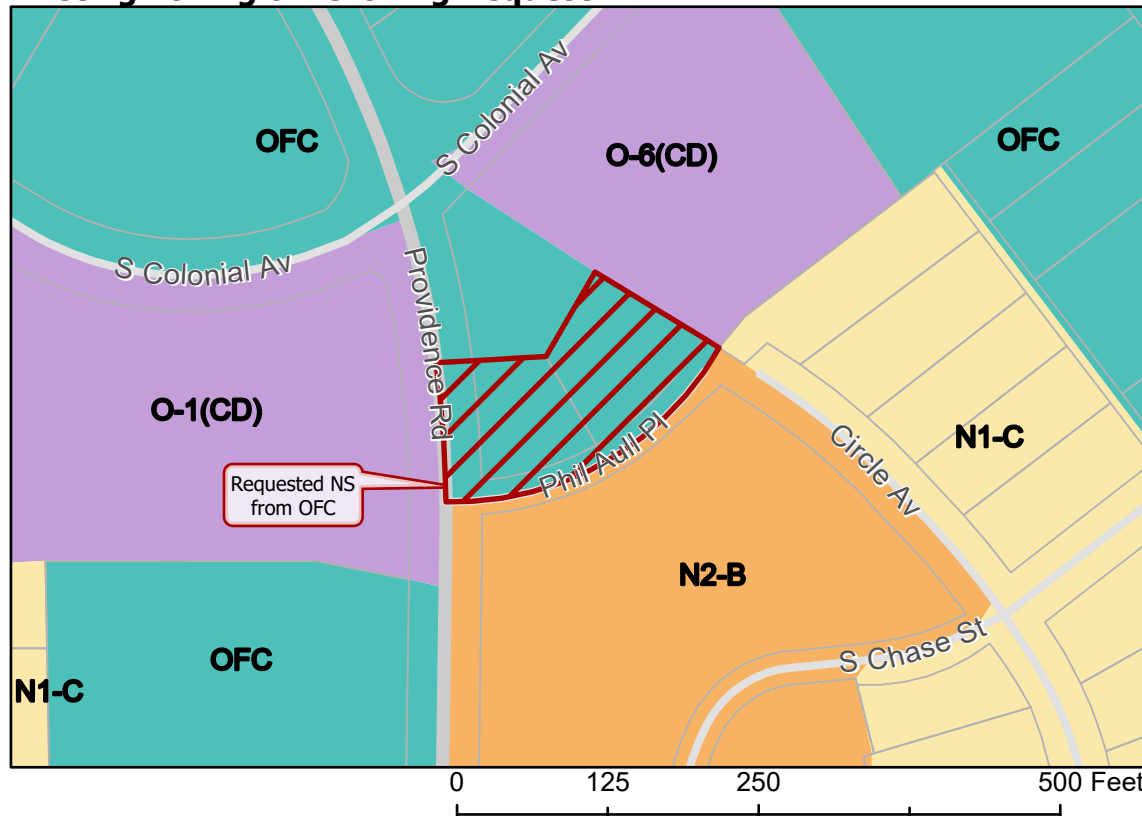 S Colonial Av
OFC
O-6(CD)
OFC
S Colonial Av
Providence Rd
O-1(CD)
N1-C
Circle Av
Phil Aull Pl
Requested NS
from OFC
N2-B
S Chase St
OFC
N1-C
0 125 250 500 Feet